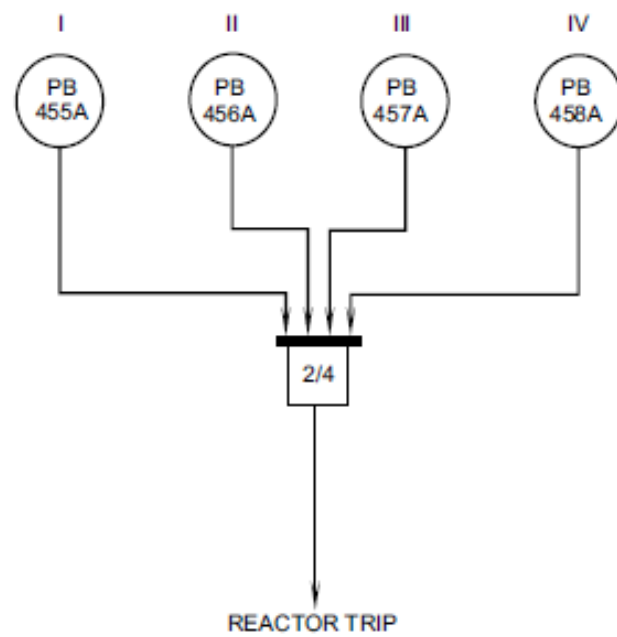 I
II
III
IV
PB
455A
PB
456A
PB
457A
PB
458A
2/4
REACTOR TRIP